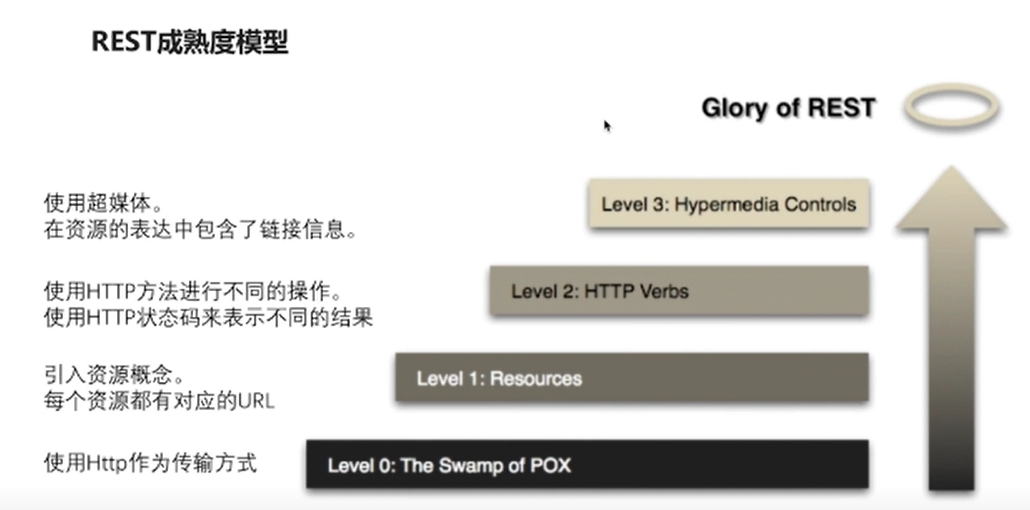 REST成熟度模型
Glory of REST
使用超媒体。
在资源的表达中包含了链接信息。
Level 3: Hypermedia Controls
使用HTTP方法进行不同的操作。
使用HTTP状态码来表示不同的结果
Level 2: HTTP Verbs
引入资源概念。
每个资源都有对应的URL
Level 1: Resources
使用Http作为传输方式
Level 0: The Swamp of POX